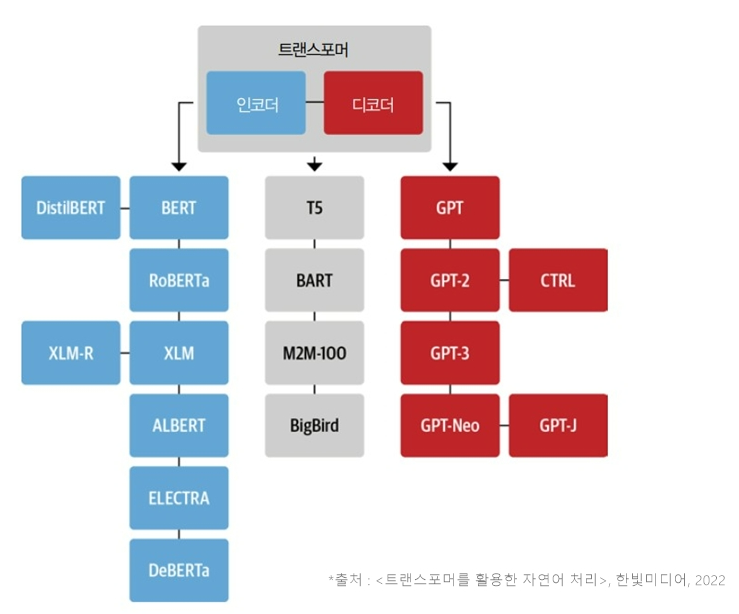 트랜스포머
인코더 디코더
DistilBERT BERT T5 GPT
RoBERTa BART GPT-2 CTRL
XLM-R XLM M2M-100 GPT-3
ALBERT BigBird GPT-Neo GPT-J
ELECTRA
DeBERTa
*출처 : <트랜스포머를 활용한 자연어 처리>, 한빛미디어, 2022